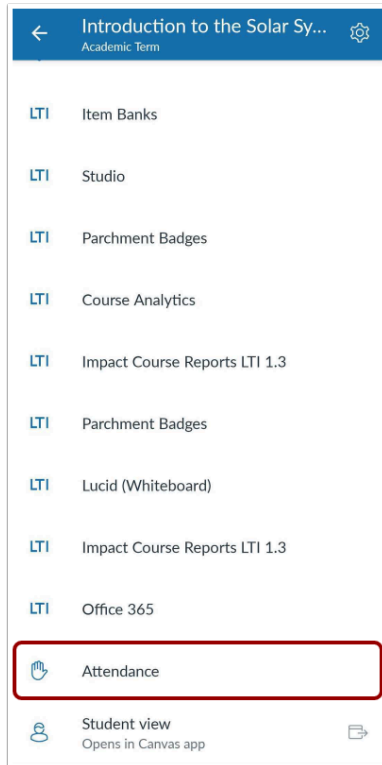 Introduction to the Solar Sy...
Academic Term
LTI Item Banks
LTI Studio
LTI Parchment Badges
LTI Course Analytics
LTI Impact Course Reports LTI 1.3
LTI Parchment Badges
LTI Lucid (Whiteboard)
LTI Impact Course Reports LTI 1.3
LTI Office 365
Attendance
Student view
Opens in Canvas app